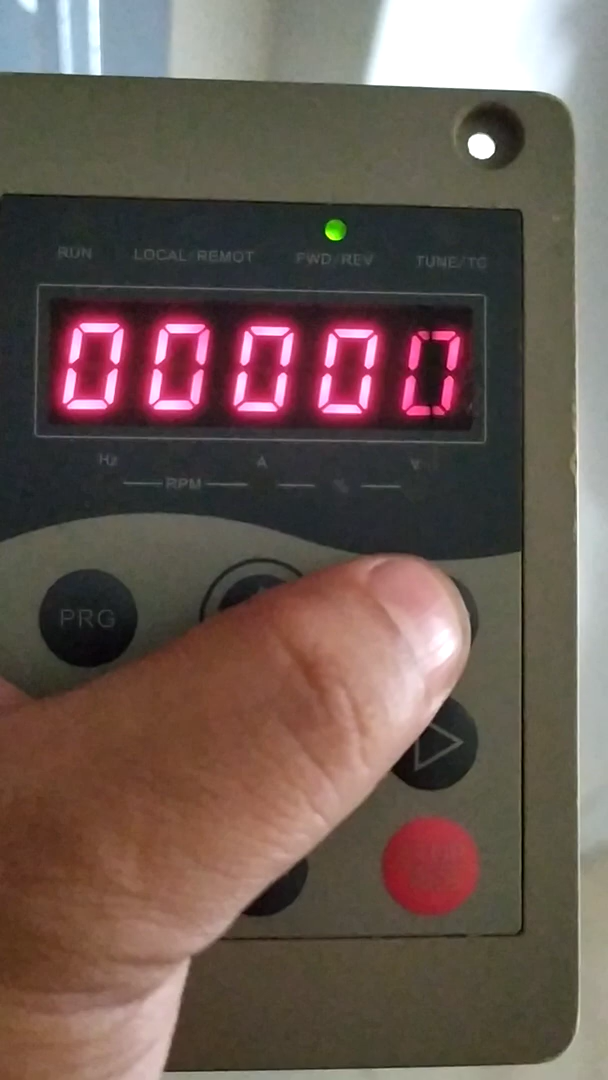 RUN LOCAL/REMOT FWD/REV TUNE/TC
00000
Hz A V
RPM %
PRG